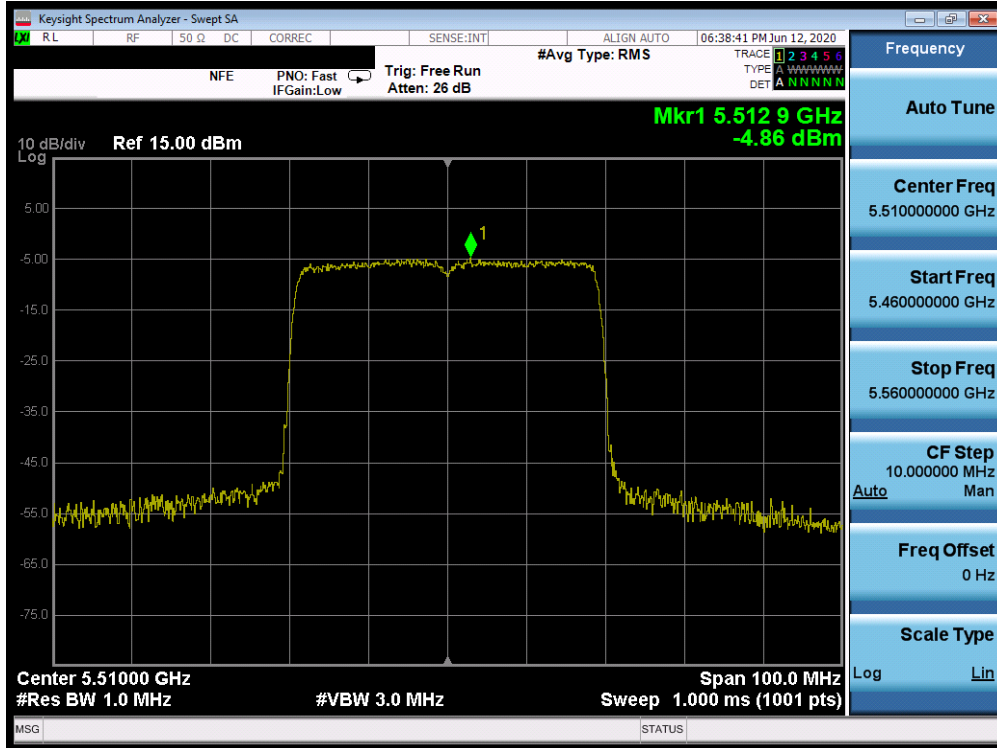 Keysight Spectrum Analyzer - Swept SA
LXI RL RF 50 Ω DC CORREC SENSE:INT ALIGN AUTO 06:38:41 PM Jun 12, 2020
#Avg Type: RMS TRACE 1 2 3 4 5 6
NFE PNO: Fast Trig: Free Run TYPE A WWWWW
IFGain:Low Atten: 26 dB DET A N N N N N
Mkr1 5.512 9 GHz
-4.86 dBm
10 dB/div Ref 15.00 dBm
Log
1
5.00
-5.00
-15.0
-25.0
-35.0
-45.0
-55.0
-65.0
-75.0
Center 5.51000 GHz Span 100.0 MHz
#Res BW 1.0 MHz #VBW 3.0 MHz Sweep 1.000 ms (1001 pts)
MSG STATUS
Frequency
Auto Tune
Center Freq
5.510000000 GHz
Start Freq
5.460000000 GHz
Stop Freq
5.560000000 GHz
CF Step
10.000000 MHz
Auto Man
Freq Offset
0 Hz
Scale Type
Log Lin